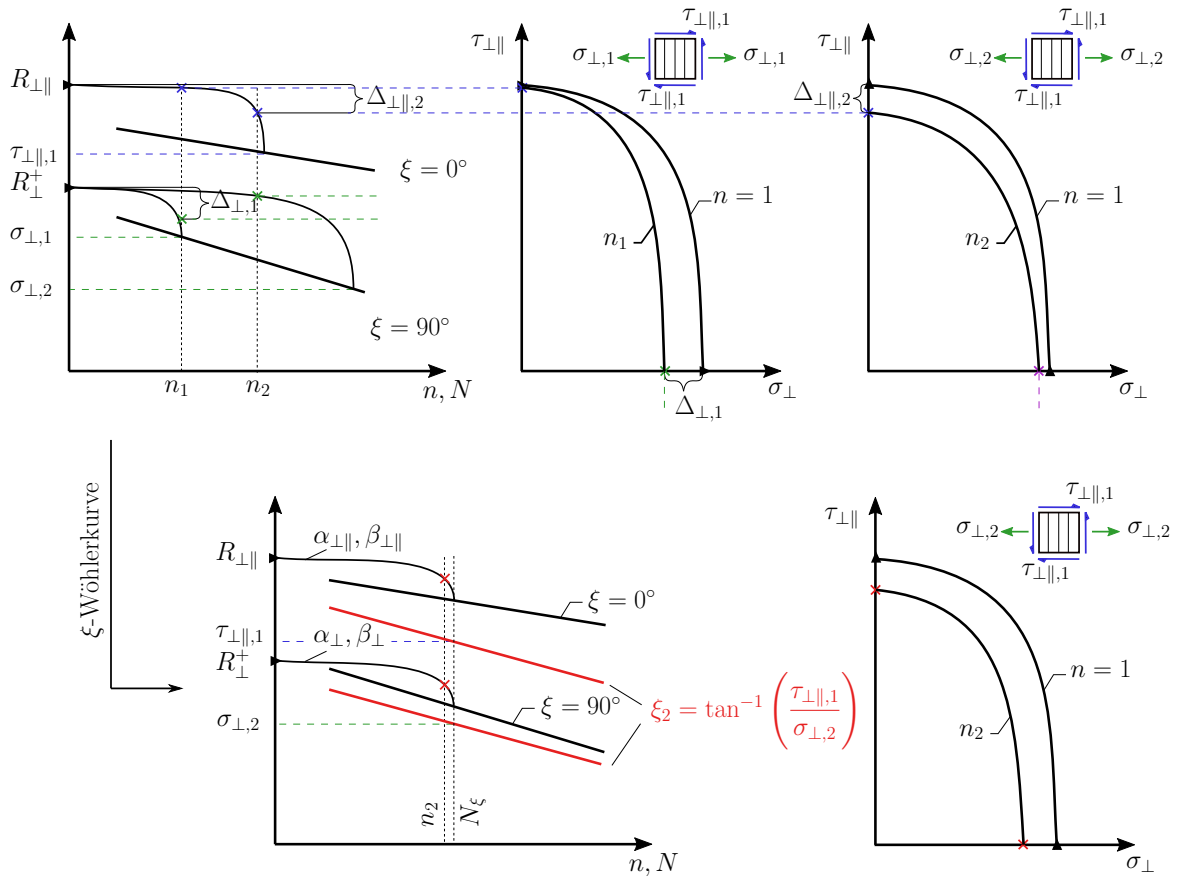 R⊥∥
τ⊥∥,1
R⊥+
σ⊥,1
σ⊥,2
Δ⊥∥,2
Δ⊥,1
ξ = 0°
ξ = 90°
n1
n2
n, N
τ⊥∥
τ⊥∥,1
σ⊥,1
σ⊥,1
τ⊥∥,1
n = 1
n1
Δ⊥,1
σ⊥
τ⊥∥
Δ⊥∥,2
τ⊥∥,1
σ⊥,2
σ⊥,2
τ⊥∥,1
n = 1
n2
σ⊥
ξ-Wöhlerkurve
R⊥∥
α⊥∥, β⊥∥
ξ = 0°
τ⊥∥,1
α⊥, β⊥
R⊥+
ξ = 90°
σ⊥,2
ξ2 = tan−1 (τ⊥∥,1 / σ⊥,2)
n2
Nξ
n, N
τ⊥∥
τ⊥∥,1
σ⊥,2
σ⊥,2
τ⊥∥,1
n = 1
n2
σ⊥